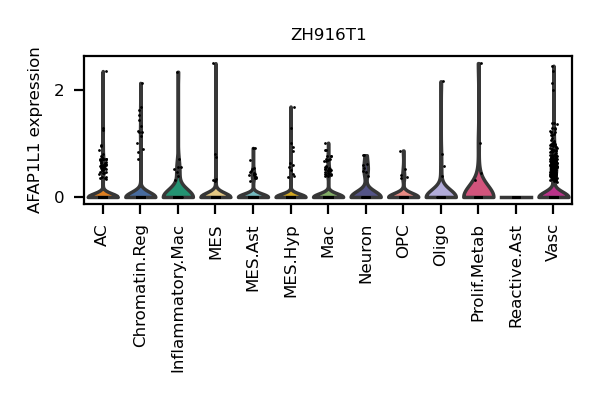 ZH916T1
AFAP1L1 expression
2
0
AC
Chromatin.Reg
Inflammatory.Mac
MES
MES.Ast
MES.Hyp
Mac
Neuron
OPC
Oligo
Prolif.Metab
Reactive.Ast
Vasc